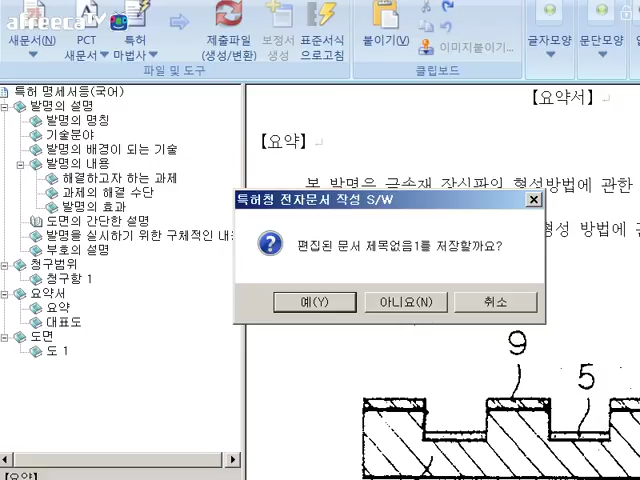 afreecaTV
새문서(N)
PCT
새문서
특허
마법사
제출파일
(생성/변환)
보정서
생성
표준서식
으로고침
붙이기(V)
이미지붙이기...
글자모양
문단모양
파일 및 도구
클립보드
특허 명세서등(국어)
발명의 설명
발명의 명칭
기술분야
발명의 배경이 되는 기술
발명의 내용
해결하고자 하는 과제
과제의 해결 수단
발명의 효과
도면의 간단한 설명
발명을 실시하기 위한 구체적인 내용
부호의 설명
청구범위
청구항 1
요약서
요약
대표도
도면
도 1
【요약서】
【요약】
본 발명은 금속재 장식판의 형성방법에 관한
형성 방법에
특허청 전자문서 작성 S/W
편집된 문서 제목없음1를 저장할까요?
예(Y)
아니요(N)
취소
9
5
【요약】